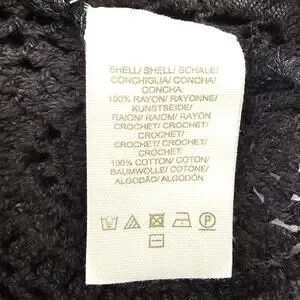 SHELL/ SHELL/ SCHALE/
CONCHIGLIA/ CONCHA/
CONCHA:
100% RAYON/ RAYONNE/
KUNSTSEIDE/
RAION/ RAIOM/ RAYON
CROCHET/ CROCHET/
CROCHET/
CROCHET/ CROCHET/
CROCHET:
100% COTTON/ COTON/
BAUMWOLLE/ COTONE/
ALGODÃO/ ALGODÓN
P